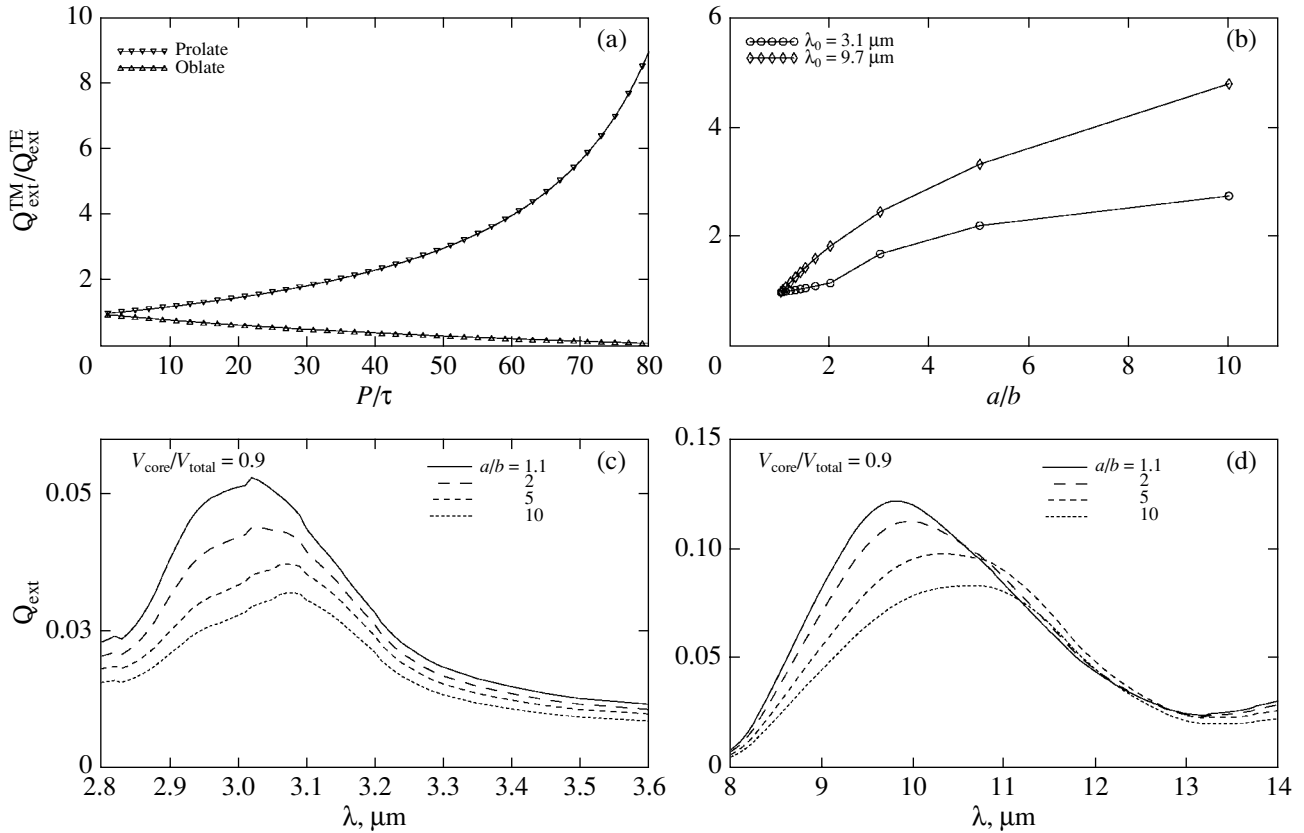 10
8
6
4
2
0
Q^TM_ext/Q^TE_ext
Prolate
Oblate
(a)
10 20 30 40 50 60 70 80
P/τ
6
4
2
0
λ0 = 3.1 μm
λ0 = 9.7 μm
(b)
2 4 6 8 10
a/b
0.05
0.03
0
Q_ext
V_core/V_total = 0.9
a/b = 1.1
2
5
10
(c)
2.8 2.9 3.0 3.1 3.2 3.3 3.4 3.5 3.6
λ, μm
0.15
0.10
0.05
0
V_core/V_total = 0.9
a/b = 1.1
2
5
10
(d)
8 9 10 11 12 13 14
λ, μm